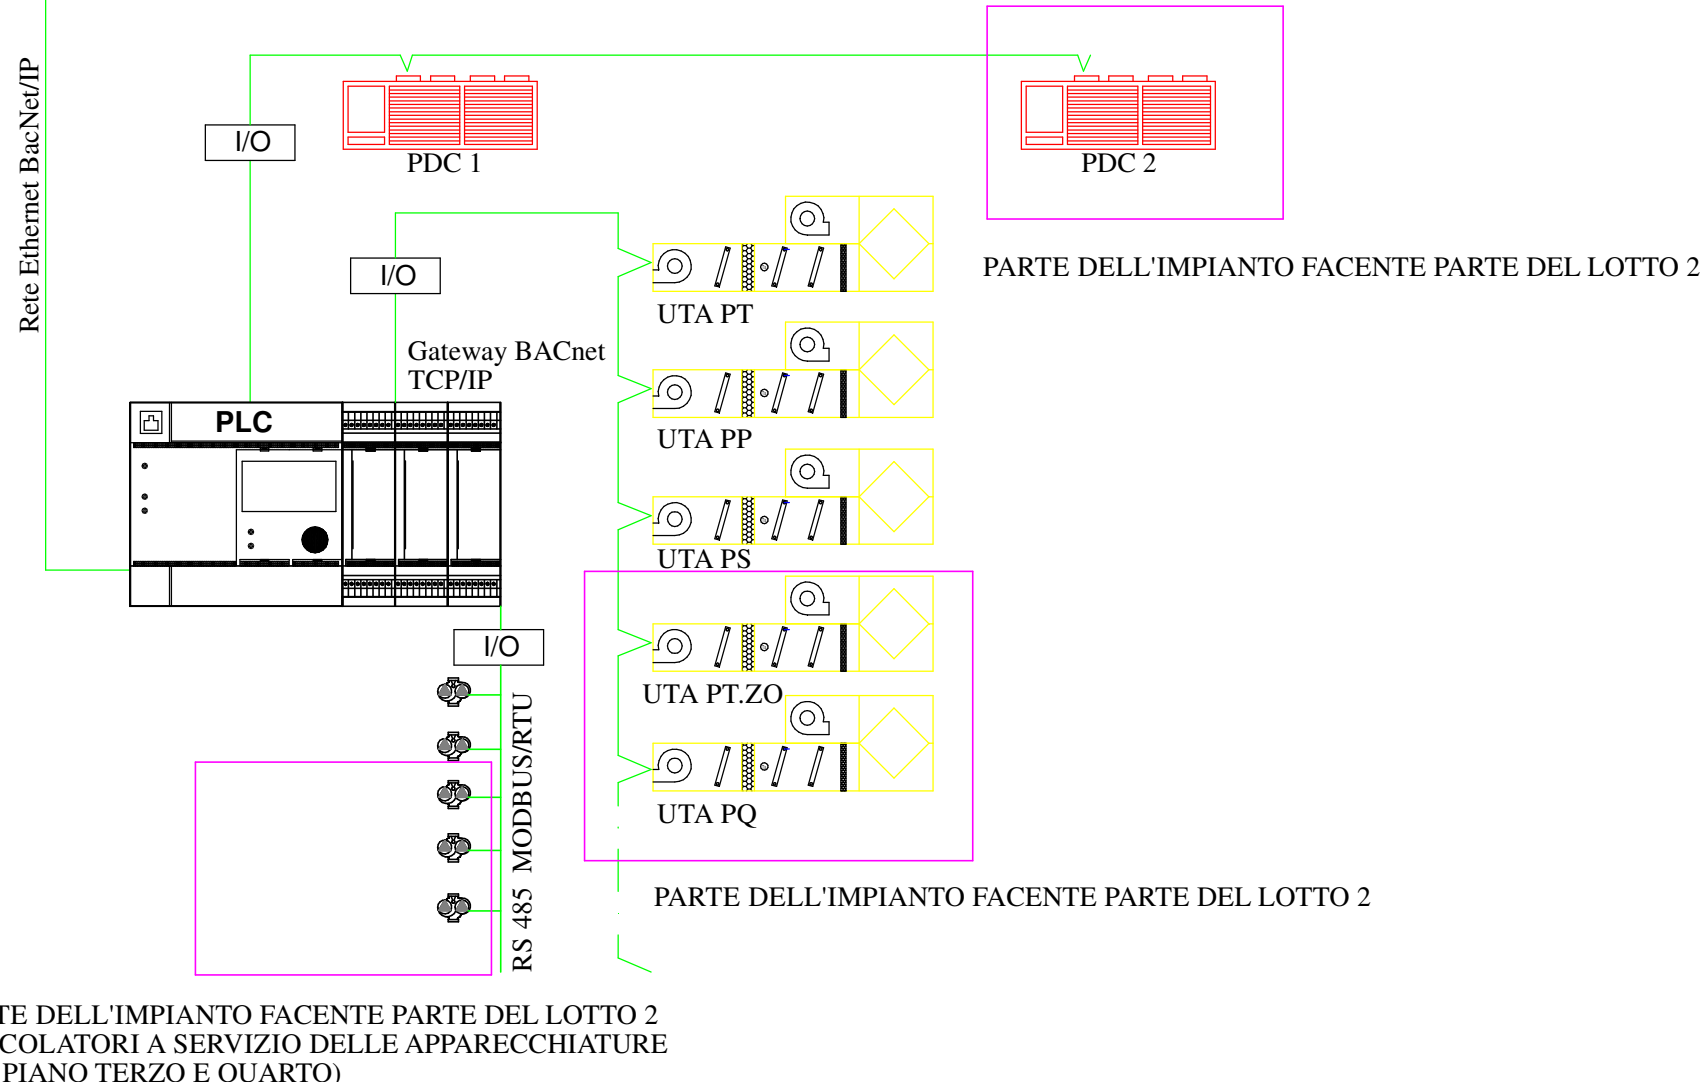 Rete Ethernet BacNet/IP
I/O
PDC 1
PDC 2
PARTE DELL'IMPIANTO FACENTE PARTE DEL LOTTO 2
I/O
UTA PT
Gateway BACnet
TCP/IP
PLC
UTA PP
UTA PS
I/O
UTA PT.ZO
UTA PQ
RS 485 MODBUS/RTU
PARTE DELL'IMPIANTO FACENTE PARTE DEL LOTTO 2
TE DELL'IMPIANTO FACENTE PARTE DEL LOTTO 2
COLATORI A SERVIZIO DELLE APPARECCHIATURE
PIANO TERZO E QUARTO)